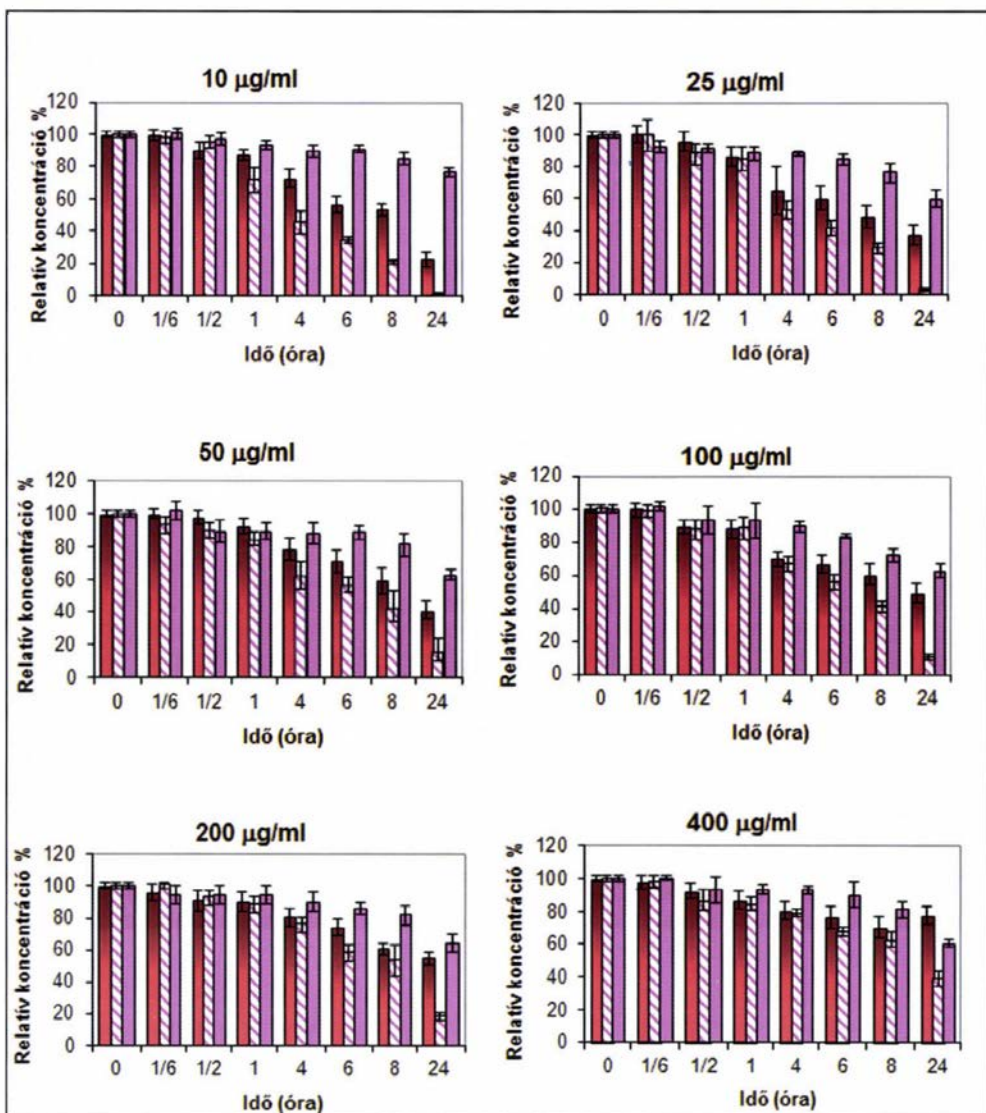 10 µg/ml
Relatív koncentráció %
120
100
80
60
40
20
0
0 1/6 1/2 1 4 6 8 24
Idő (óra)
25 µg/ml
Relatív koncentráció %
120
100
80
60
40
20
0
0 1/6 1/2 1 4 6 8 24
Idő (óra)
50 µg/ml
Relatív koncentráció %
120
100
80
60
40
20
0
0 1/6 1/2 1 4 6 8 24
Idő (óra)
100 µg/ml
Relatív koncentráció %
120
100
80
60
40
20
0
0 1/6 1/2 1 4 6 8 24
Idő (óra)
200 µg/ml
Relatív koncentráció %
120
100
80
60
40
20
0
0 1/6 1/2 1 4 6 8 24
Idő (óra)
400 µg/ml
Relatív koncentráció %
120
100
80
60
40
20
0
0 1/6 1/2 1 4 6 8 24
Idő (óra)